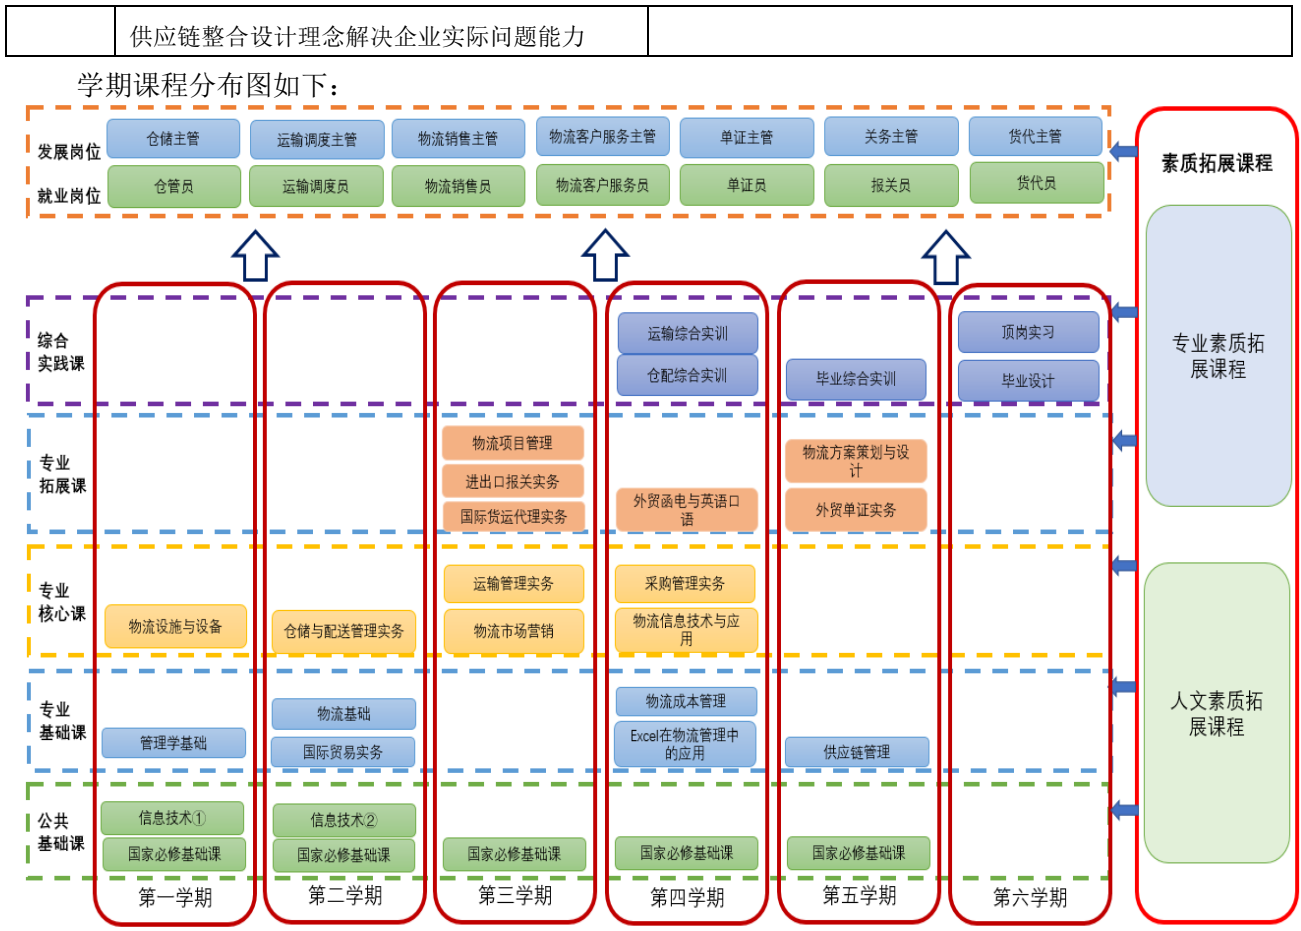 供应链整合设计理念解决企业实际问题能力
学期课程分布图如下：
发展岗位
仓储主管
运输调度主管
物流销售主管
物流客户服务主管
单证主管
关务主管
货代主管
就业岗位
仓管员
运输调度员
物流销售员
物流客户服务员
单证员
报关员
货代员
综合
实践课
运输综合实训
仓配综合实训
毕业综合实训
顶岗实习
毕业设计
专业
拓展课
物流项目管理
进出口报关实务
国际货运代理实务
外贸函电与英语口
语
物流方案策划与设
计
外贸单证实务
专业
核心课
物流设施与设备
仓储与配送管理实务
运输管理实务
物流市场营销
采购管理实务
物流信息技术与应
用
专业
基础课
管理学基础
物流基础
国际贸易实务
物流成本管理
Excel在物流管理中
的应用
供应链管理
公共
基础课
信息技术①
国家必修基础课
信息技术②
国家必修基础课
国家必修基础课
国家必修基础课
国家必修基础课
第一学期
第二学期
第三学期
第四学期
第五学期
第六学期
素质拓展课程
专业素质拓
展课程
人文素质拓
展课程